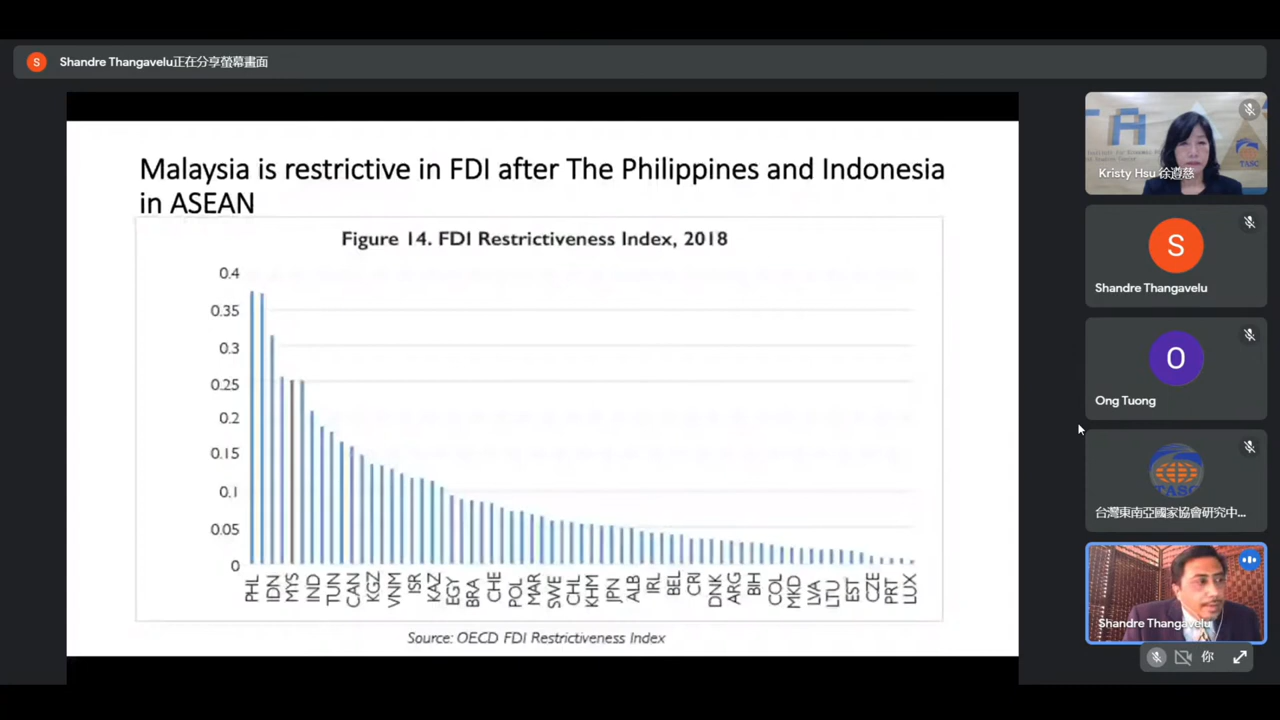 S
Shandre Thangavelu正在分享螢幕畫面
Malaysia is restrictive in FDI after The Philippines and Indonesia
in ASEAN
Figure 14. FDI Restrictiveness Index, 2018
0.4
0.35
0.3
0.25
0.2
0.15
0.1
0.05
0
PHL IDN MYS IND TUN CAN KGZ VNM ISR KAZ EGY BRA CHE POL MAR SWE CHL KHM JPN ALB IRL BEL CRI DNK ARG BIH COL MKD LVA LTU EST CZE PRT LUX
Source: OECD FDI Restrictiveness Index
TA
TASC
Kristy Hsu 徐遵慈
S
Shandre Thangavelu
O
Ong Tuong
TASC
台灣東南亞國家協會研究中...
Shandre Thangavelu
你